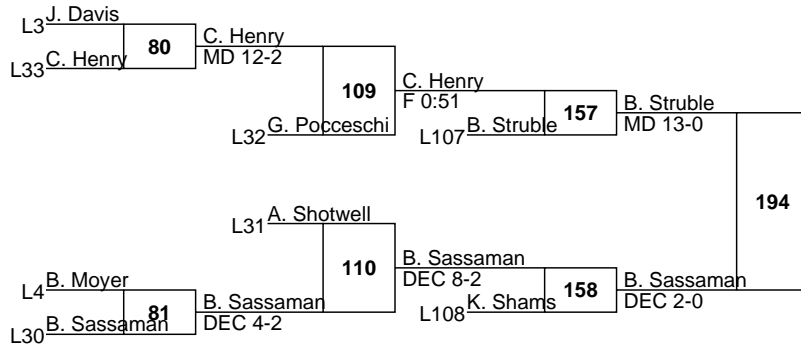 L3 J. Davis
80
C. Henry
MD 12-2
L33 C. Henry
109
C. Henry
F 0:51
L32 G. Pocceschi
157
B. Struble
MD 13-0
L107 B. Struble
194
L31 A. Shotwell
110
B. Sassaman
DEC 8-2
L4 B. Moyer
81
B. Sassaman
DEC 4-2
L30 B. Sassaman
158
B. Sassaman
DEC 2-0
L108 K. Shams